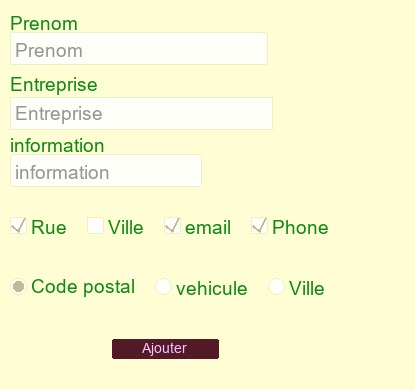 Prenom
Prenom
Entreprise
Entreprise
information
information
Rue Ville email Phone
Code postal vehicule Ville
Ajouter